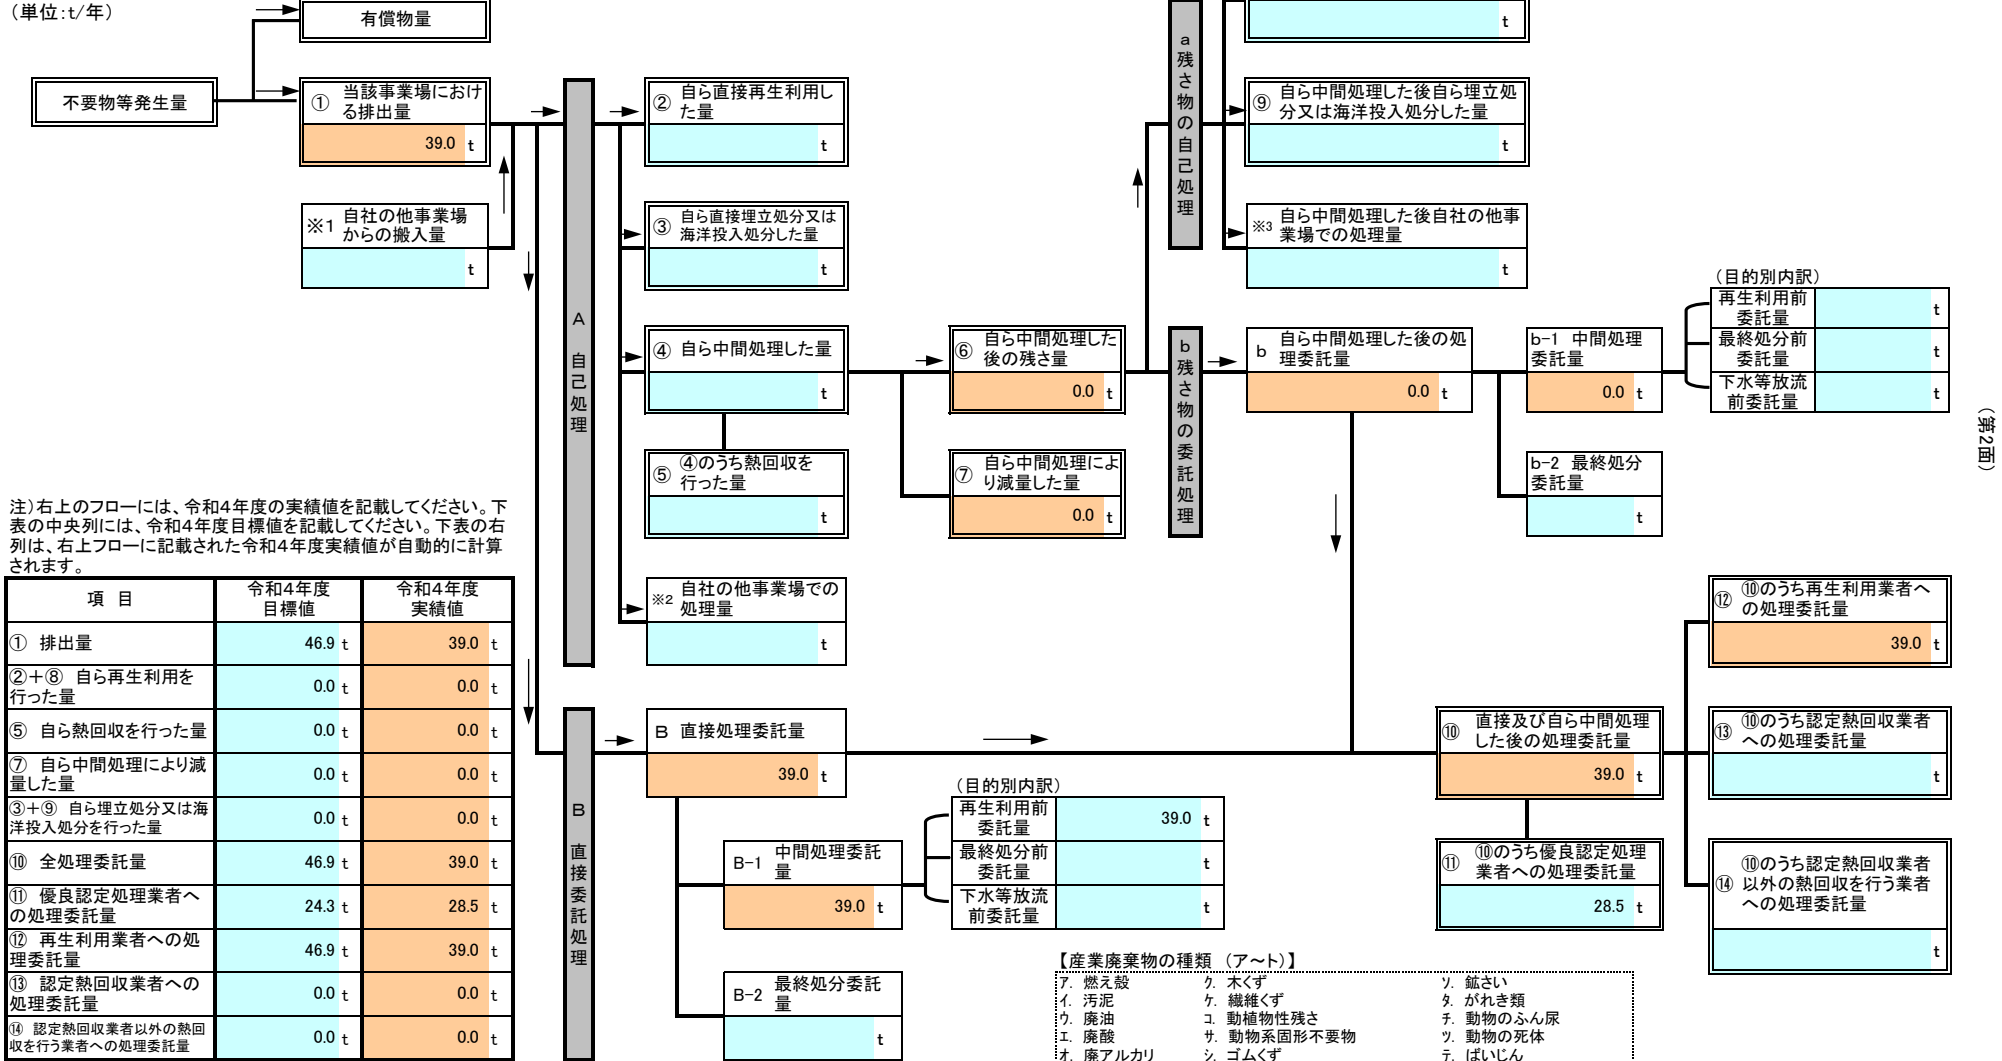 （単位:t/年）
有償物量
t
不要物等発生量
① 当該事業場におけ
る排出量
39.0 t
※1 自社の他事業場
からの搬入量
t
A 自己処理
② 自ら直接再生利用し
た量
t
③ 自ら直接埋立処分又は
海洋投入処分した量
t
④ 自ら中間処理した量
t
⑤ ④のうち熱回収を
行った量
t
※2 自社の他事業場での
処理量
t
⑥ 自ら中間処理した
後の残さ量
0.0 t
⑦ 自ら中間処理によ
り減量した量
0.0 t
a残さ物の自己処理
⑨ 自ら中間処理した後自ら埋立処
分又は海洋投入処分した量
t
※3 自ら中間処理した後自社の他事
業場での処理量
t
b残さ物の委託処理
b 自ら中間処理した後の処
理委託量
0.0 t
b-1 中間処理
委託量
0.0 t
b-2 最終処分
委託量
t
（目的別内訳）
再生利用前
委託量
t
最終処分前
委託量
t
下水等放流
前委託量
t
（第2面）
注）右上のフローには、令和4年度の実績値を記載してください。下
表の中央列には、令和4年度目標値を記載してください。下表の右
列は、右上フローに記載された令和4年度実績値が自動的に計算
されます。
項 目 令和4年度 目標値 令和4年度 実績値
① 排出量 46.9 t 39.0 t
②＋⑧ 自ら再生利用を
行った量 0.0 t 0.0 t
⑤ 自ら熱回収を行った量 0.0 t 0.0 t
⑦ 自ら中間処理により減
量した量 0.0 t 0.0 t
③＋⑨ 自ら埋立処分又は海
洋投入処分を行った量 0.0 t 0.0 t
⑩ 全処理委託量 46.9 t 39.0 t
⑪ 優良認定処理業者へ
の処理委託量 24.3 t 28.5 t
⑫ 再生利用業者への処
理委託量 46.9 t 39.0 t
⑬ 認定熱回収業者への
処理委託量 0.0 t 0.0 t
⑭ 認定熱回収業者以外の熱回
収を行う業者への処理委託量 0.0 t 0.0 t
B 直接委託処理
B 直接処理委託量
39.0 t
B-1 中間処理委託
量
39.0 t
B-2 最終処分委託
量
t
（目的別内訳）
再生利用前
委託量
39.0 t
最終処分前
委託量
t
下水等放流
前委託量
t
⑩ 直接及び自ら中間処理
した後の処理委託量
39.0 t
⑪ ⑩のうち優良認定処理
業者への処理委託量
28.5 t
⑫ ⑩のうち再生利用業者へ
の処理委託量
39.0 t
⑬ ⑩のうち認定熱回収業者
への処理委託量
t
⑭ ⑩のうち認定熱回収業者
以外の熱回収を行う業者
への処理委託量
t
【産業廃棄物の種類 （ア～ト）】
ア. 燃え殻 ク. 木くず ソ. 鉱さい
イ. 汚泥 ケ. 繊維くず タ. がれき類
ウ. 廃油 コ. 動植物性残さ チ. 動物のふん尿
エ. 廃酸 サ. 動物系固形不要物 ツ. 動物の死体
オ. 廃アルカリ シ. ゴムくず テ. ばいじん